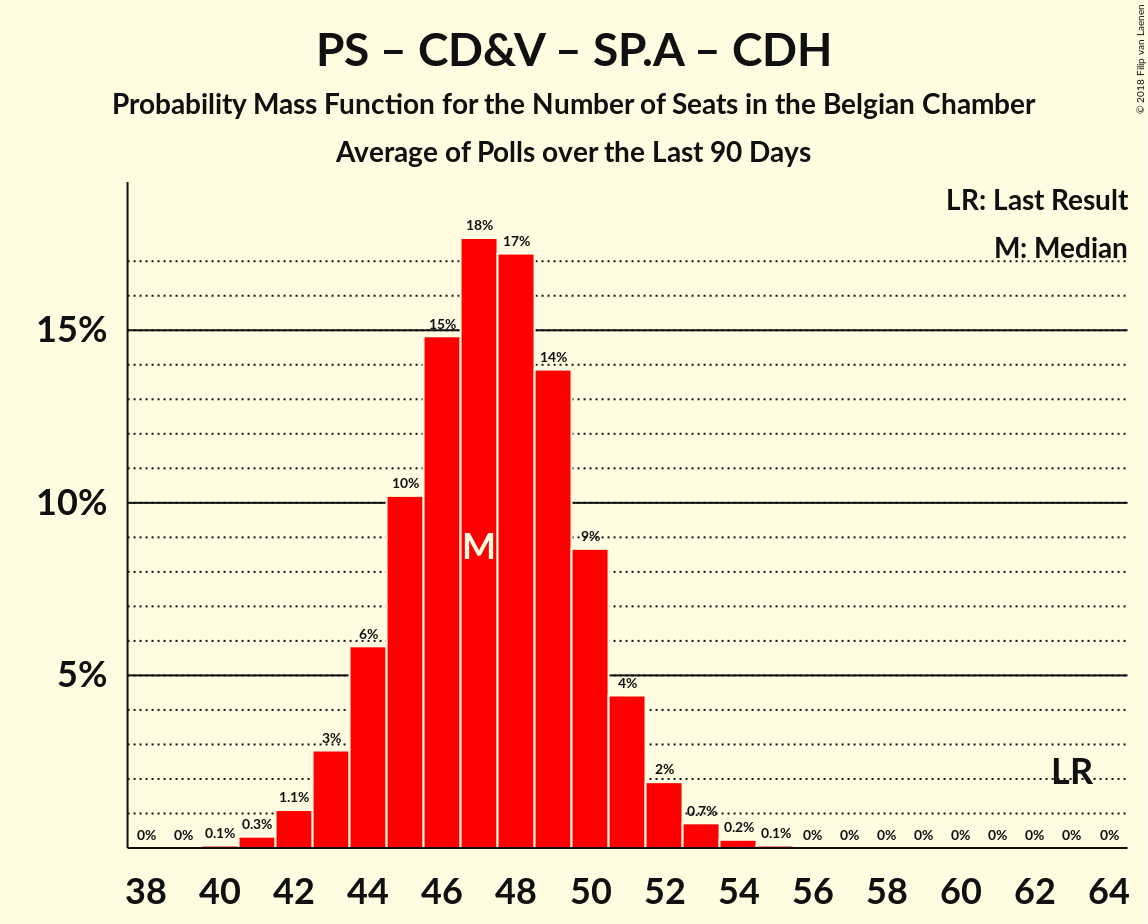 PS – CD&V – SP.A – CDH
Probability Mass Function for the Number of Seats in the Belgian Chamber
Average of Polls over the Last 90 Days
© 2018 Filip van Laenen
LR: Last Result
M: Median
18%
17%
15%
15%
14%
10%
10%
9%
M
6%
5%
4%
3%
2%
LR
1.1%
0.7%
0% 0% 0.1% 0.3% 0.2% 0.1% 0% 0% 0% 0% 0% 0% 0% 0% 0%
38 40 42 44 46 48 50 52 54 56 58 60 62 64